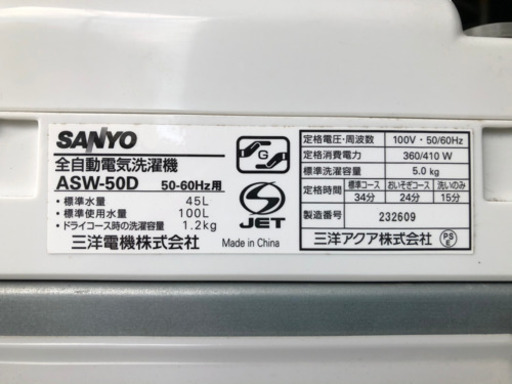 SANYO
全自動電気洗濯機
ASW-50D 50-60Hz用
・標準水量 45L
・標準使用水量 100L
・ドライコース時の洗濯容量 1.2kg
三洋電機株式会社
G
S
JET
Made in China
定格電圧・周波数 100V・50/60Hz
定格消費電力 360/410 W
標準洗濯容量 5.0 kg
目安時間 標準コース おいそぎコース 洗いのみ
34分 24分 15分
製造番号 232609
三洋アクア株式会社
PS
E